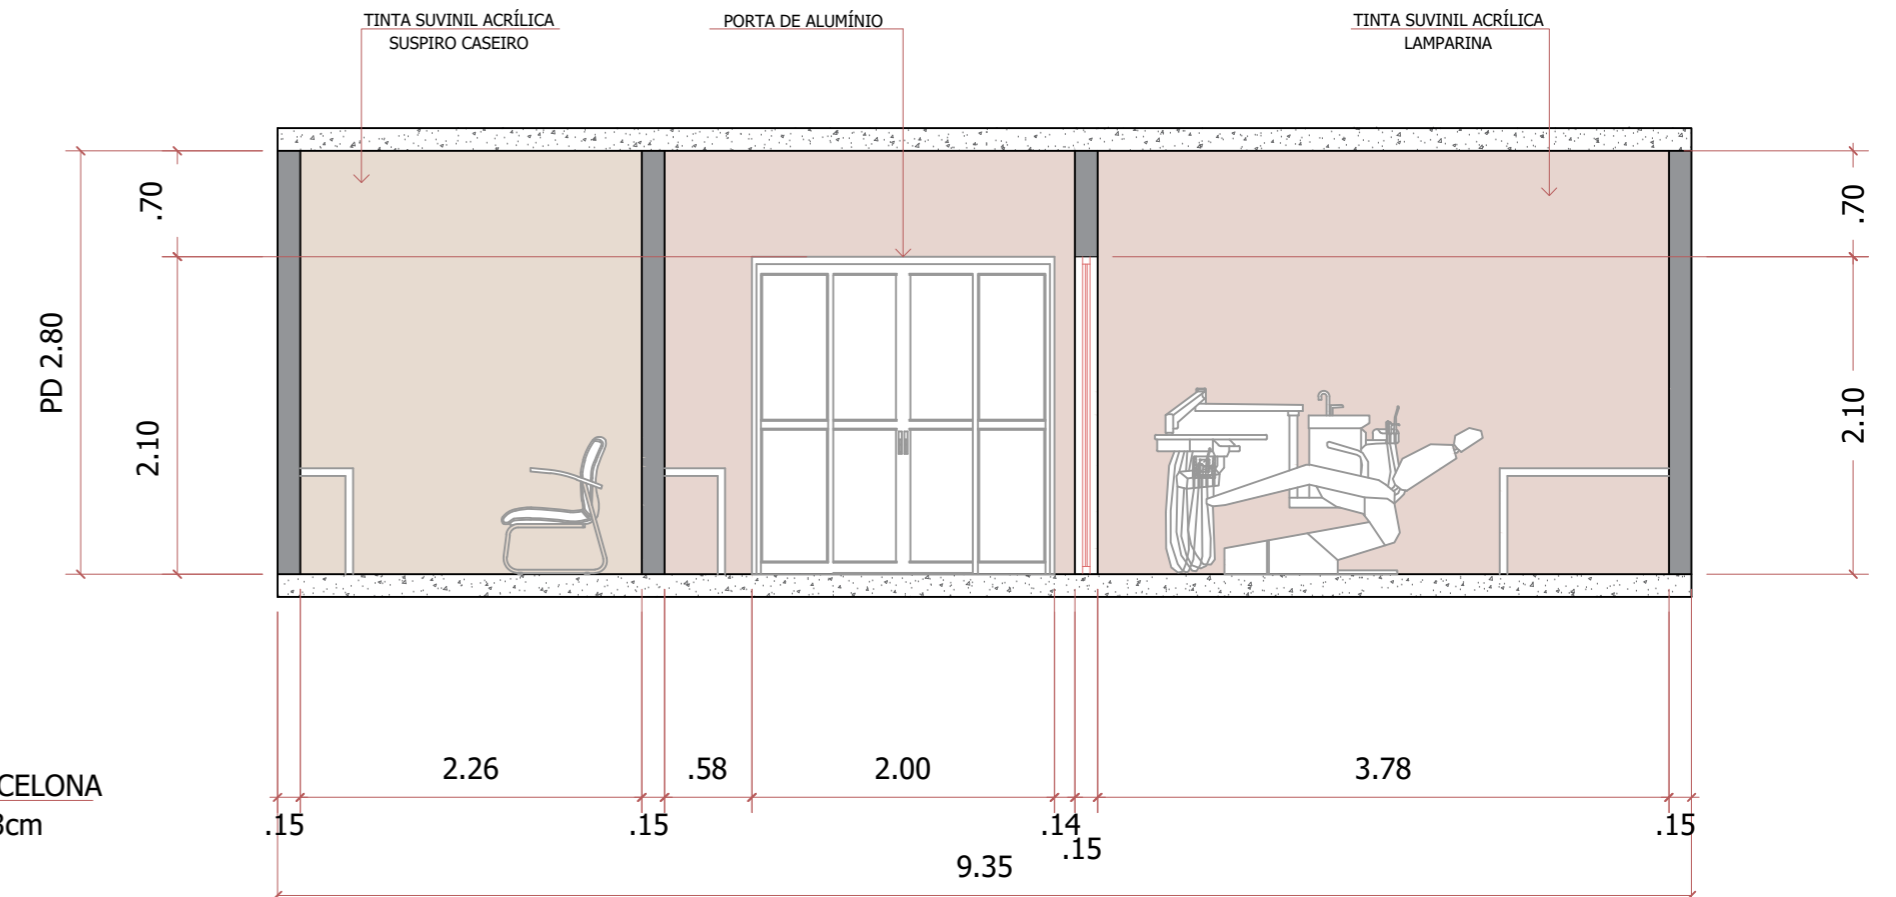 TINTA SUVINIL ACRÍLICA
SUSPIRO CASEIRO
PORTA DE ALUMÍNIO
TINTA SUVINIL ACRÍLICA
LAMPARINA
.70
.70
PD 2.80
2.10
2.10
2.26
.58
2.00
3.78
CELONA
3cm
.15
.15
.14
.15
.15
9.35